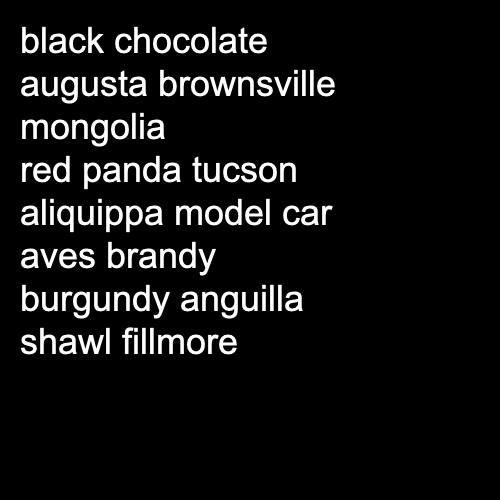 black chocolate
augusta brownsville
mongolia
red panda tucson
aliquippa model car
aves brandy
burgundy anguilla
shawl fillmore